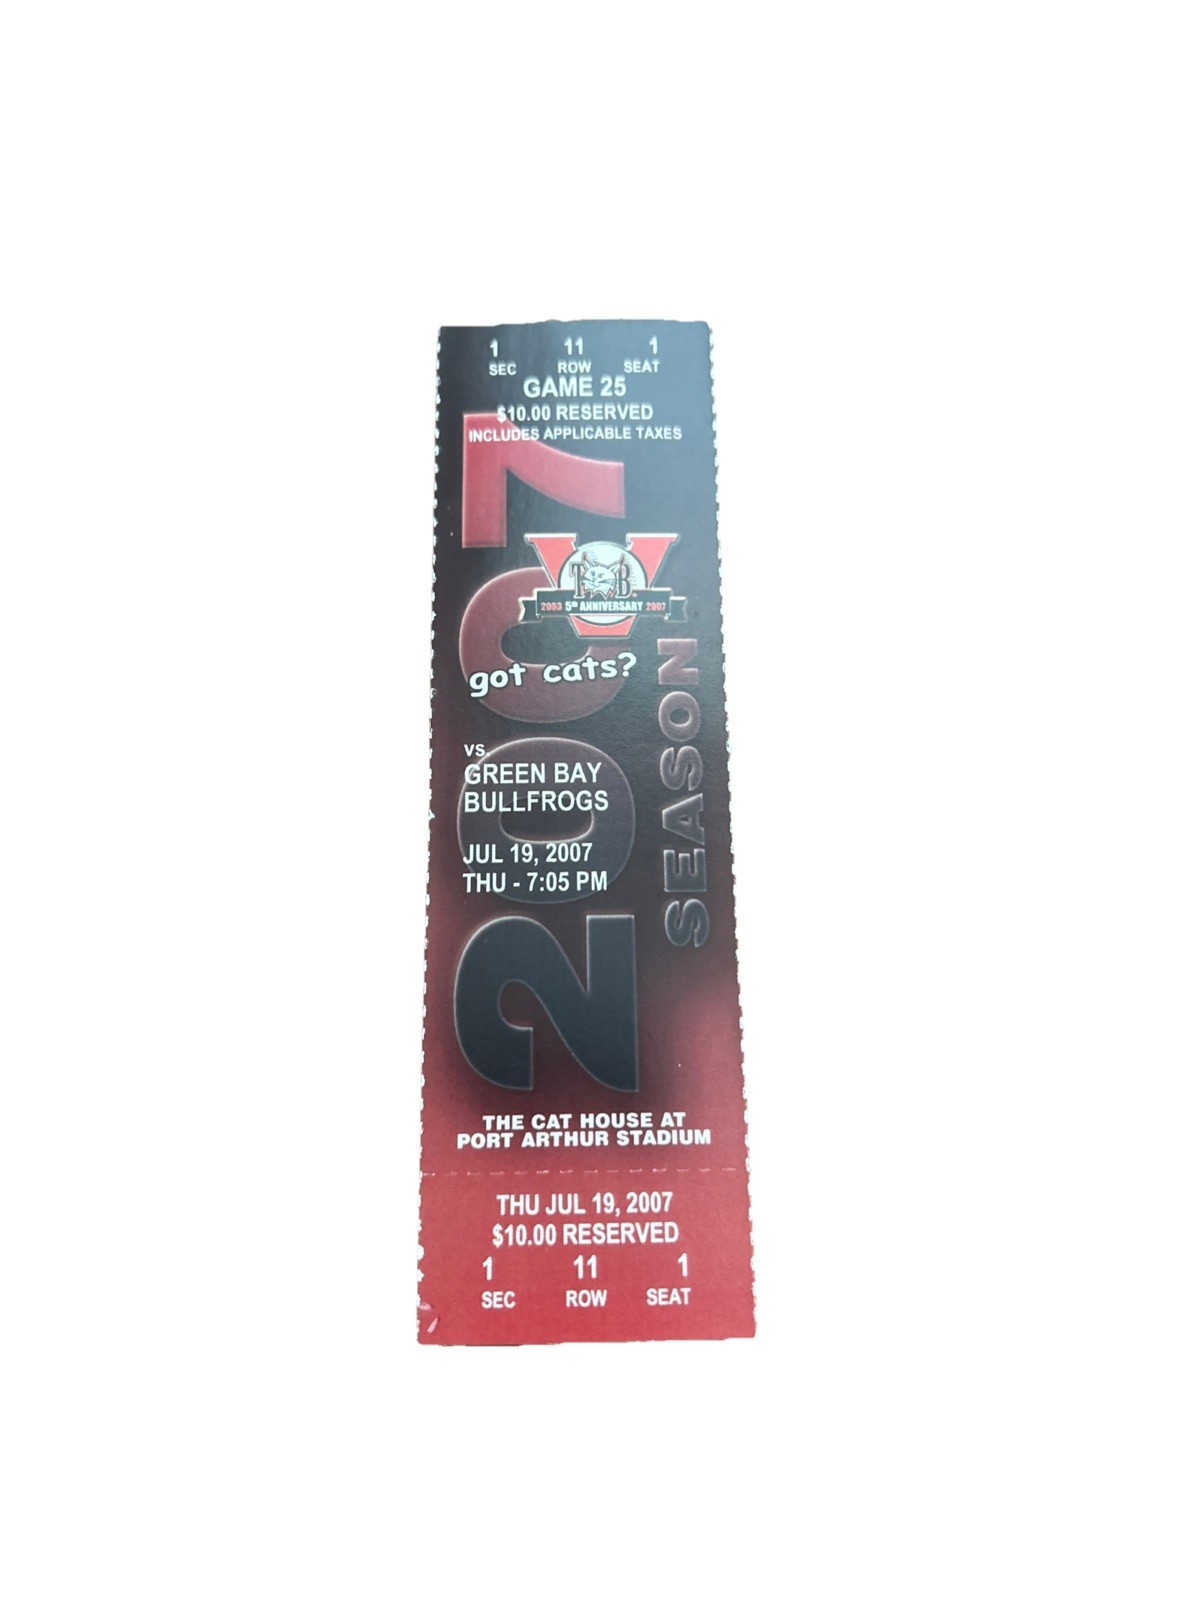 1 11 1
SEC ROW SEAT
GAME 25
$10.00 RESERVED
INCLUDES APPLICABLE TAXES
2007
SEASON
T B
2003 5th ANNIVERSARY 2007
got cats?
vs.
GREEN BAY
BULLFROGS
JUL 19, 2007
THU - 7:05 PM
THE CAT HOUSE AT
PORT ARTHUR STADIUM
THU JUL 19, 2007
$10.00 RESERVED
1 11 1
SEC ROW SEAT